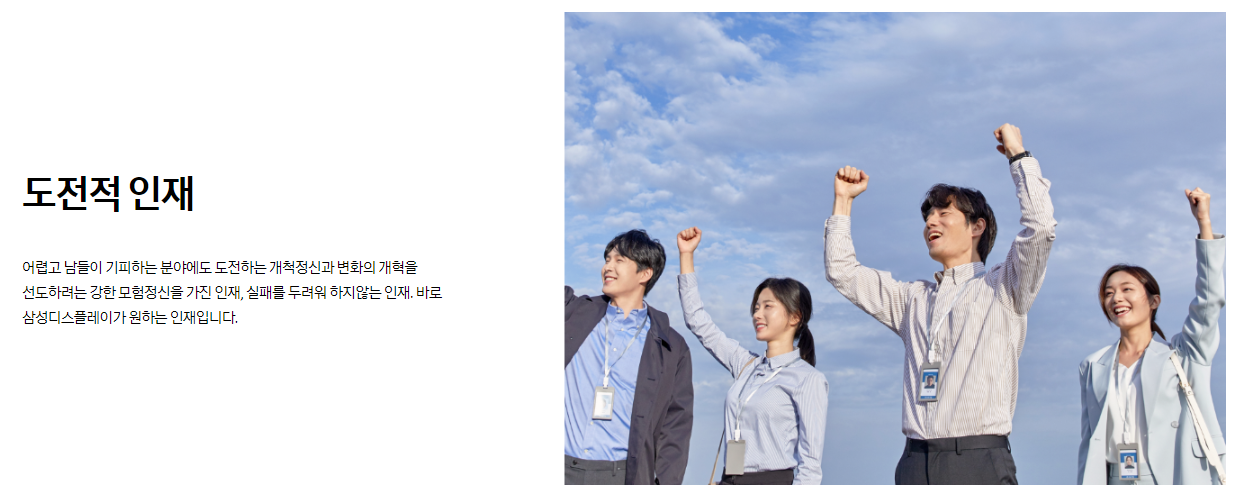 도전적 인재
어렵고 남들이 기피하는 분야에도 도전하는 개척정신과 변화의 개혁을
선도하려는 강한 모험정신을 가진 인재, 실패를 두려워 하지않는 인재. 바로
삼성디스플레이가 원하는 인재입니다.